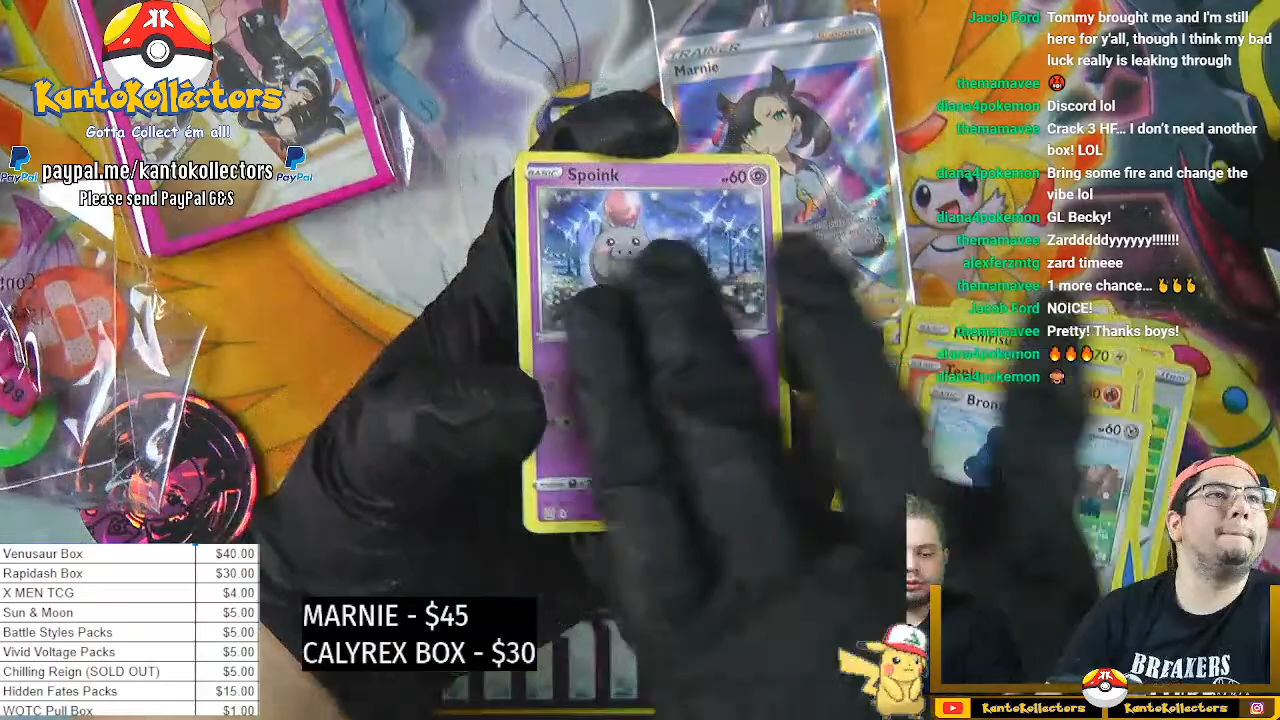 KantoKollectors
Gotta Collect ém all!
PayPal paypal.me/kantokollectors PayPal
Please send PayPal G&S
TRAINER
Marnie
BASIC Spoink 60
70
60
Jacob Ford Tommy brought me and I'm still
here for y'all, though I think my bad
luck really is leaking through
themamavee
diana4pokemon Discord lol
themamavee Crack 3 HF... I don't need another
box! LOL
diana4pokemon Bring some fire and change the
vibe lol
diana4pokemon GL Becky!
themamavee Zardddddyyyyyy!!!!!!!
alexferzmtg zard timeee
themamavee 1 more chance...
Jacob Ford NOICE!
themamavee Pretty! Thanks boys!
diana4pokemon
diana4pokemon
Venusaur Box $40.00
Rapidash Box $30.00
X MEN TCG $4.00
Sun & Moon $5.00
Battle Styles Packs $5.00
Vivid Voltage Packs $5.00
Chilling Reign (SOLD OUT) $5.00
Hidden Fates Packs $15.00
WOTC Pull Box $1.00
MARNIE - $45
CALYREX BOX - $30
BREAKERS
KantoKollectors KantoKollectors